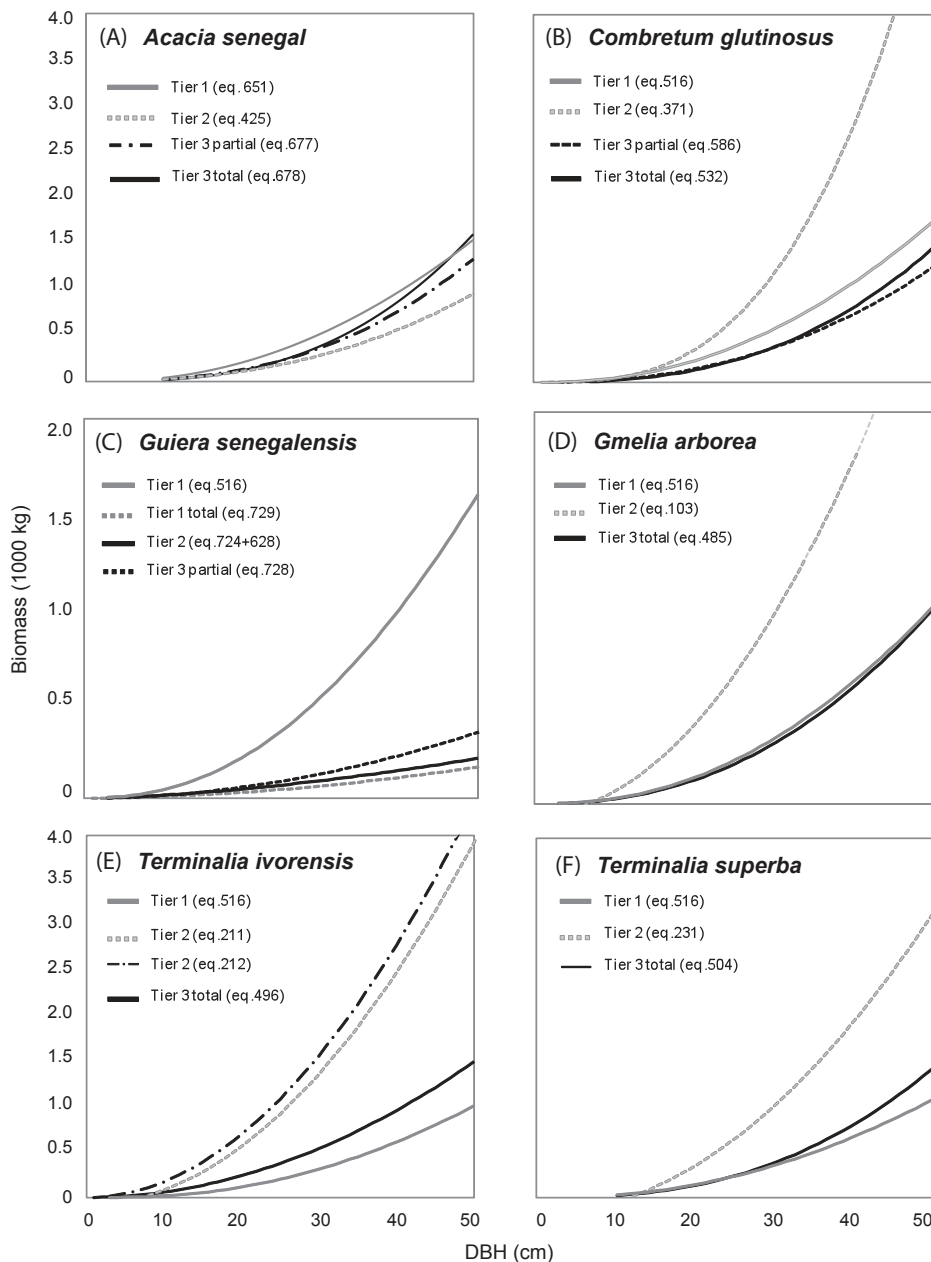 4.0
3.5
3.0
2.5
2.0
1.5
1.0
0.5
0
(A) Acacia senegal
Tier 1 (eq.651)
Tier 2 (eq.425)
Tier 3 partial (eq.677)
Tier 3 total (eq.678)
(B) Combretum glutinosus
Tier 1 (eq.516)
Tier 2 (eq.371)
Tier 3 partial (eq.586)
Tier 3 total (eq.532)
Biomass (1000 kg)
2.0
1.5
1.0
0.5
0
(C) Guiera senegalensis
Tier 1 (eq.516)
Tier 1 total (eq.729)
Tier 2 (eq.724+628)
Tier 3 partial (eq.728)
(D) Gmelia arborea
Tier 1 (eq.516)
Tier 2 (eq.103)
Tier 3 total (eq.485)
4.0
3.5
3.0
2.5
2.0
1.5
1.0
0.5
0
(E) Terminalia ivorensis
Tier 1 (eq.516)
Tier 2 (eq.211)
Tier 2 (eq.212)
Tier 3 total (eq.496)
(F) Terminalia superba
Tier 1 (eq.516)
Tier 2 (eq.231)
Tier 3 total (eq.504)
0 10 20 30 40 50
0 10 20 30 40 50
DBH (cm)